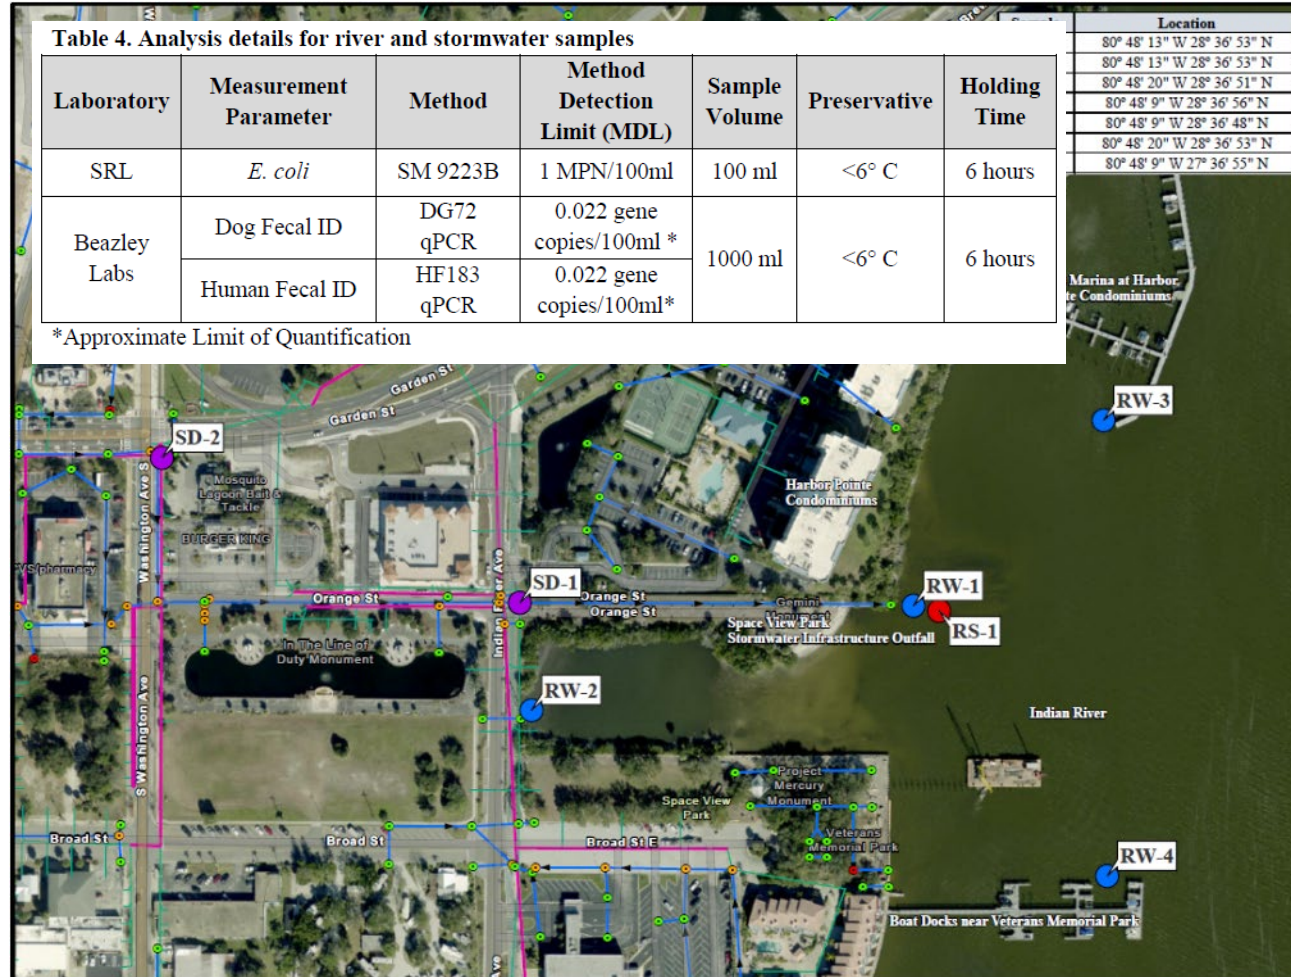 Table 4. Analysis details for river and stormwater samples
Laboratory
Measurement
Parameter
Method
Method
Detection
Limit (MDL)
Sample
Volume
Preservative
Holding
Time
SRL
E. coli
SM 9223B
1 MPN/100ml
100 ml
<6° C
6 hours
Beazley
Labs
Dog Fecal ID
DG72
qPCR
0.022 gene
copies/100ml *
1000 ml
<6° C
6 hours
Human Fecal ID
HF183
qPCR
0.022 gene
copies/100ml*
*Approximate Limit of Quantification
Location
80° 48' 13" W 28° 36' 53" N
80° 48' 13" W 28° 36' 53" N
80° 48' 20" W 28° 36' 51" N
80° 48' 9" W 28° 36' 56" N
80° 48' 9" W 28° 36' 48" N
80° 48' 20" W 28° 36' 53" N
80° 48' 9" W 27° 36' 55" N
Marina at Harbor
Condominiums
Garden St
Garden St
RW-3
SD-2
Mosquito
Lagoon Bait &
Tackle
Washington Ave S
BURGER KING
CVS/pharmacy
Harbor Pointe
Condominiums
SD-1
Orange St
Orange St
Orange St
RW-1
RS-1
Gemini
Monument
Space View Park
Stormwater Infrastructure Outfall
In The Line of
Duty Monument
Indian River Ave
RW-2
S Washington Ave
Indian River
Project
Mercury
Monument
Space View
Park
Veterans
Memorial Park
Broad St
Broad St
Broad St E
RW-4
Boat Docks near Veterans Memorial Park
Ave